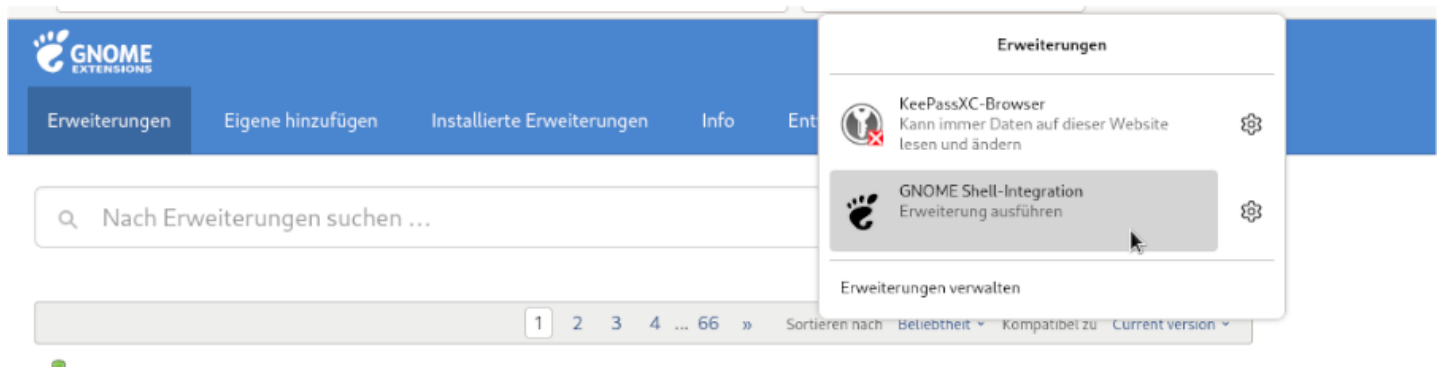 GNOME
EXTENSIONS
Erweiterungen
Eigene hinzufügen
Installierte Erweiterungen
Info
Ent
Nach Erweiterungen suchen ...
1 2 3 4 ... 66 »
Sortieren nach Beliebtheit
Kompatibel zu Current version
Erweiterungen
KeePassXC-Browser
Kann immer Daten auf dieser Website
lesen und ändern
GNOME Shell-Integration
Erweiterung ausführen
Erweiterungen verwalten